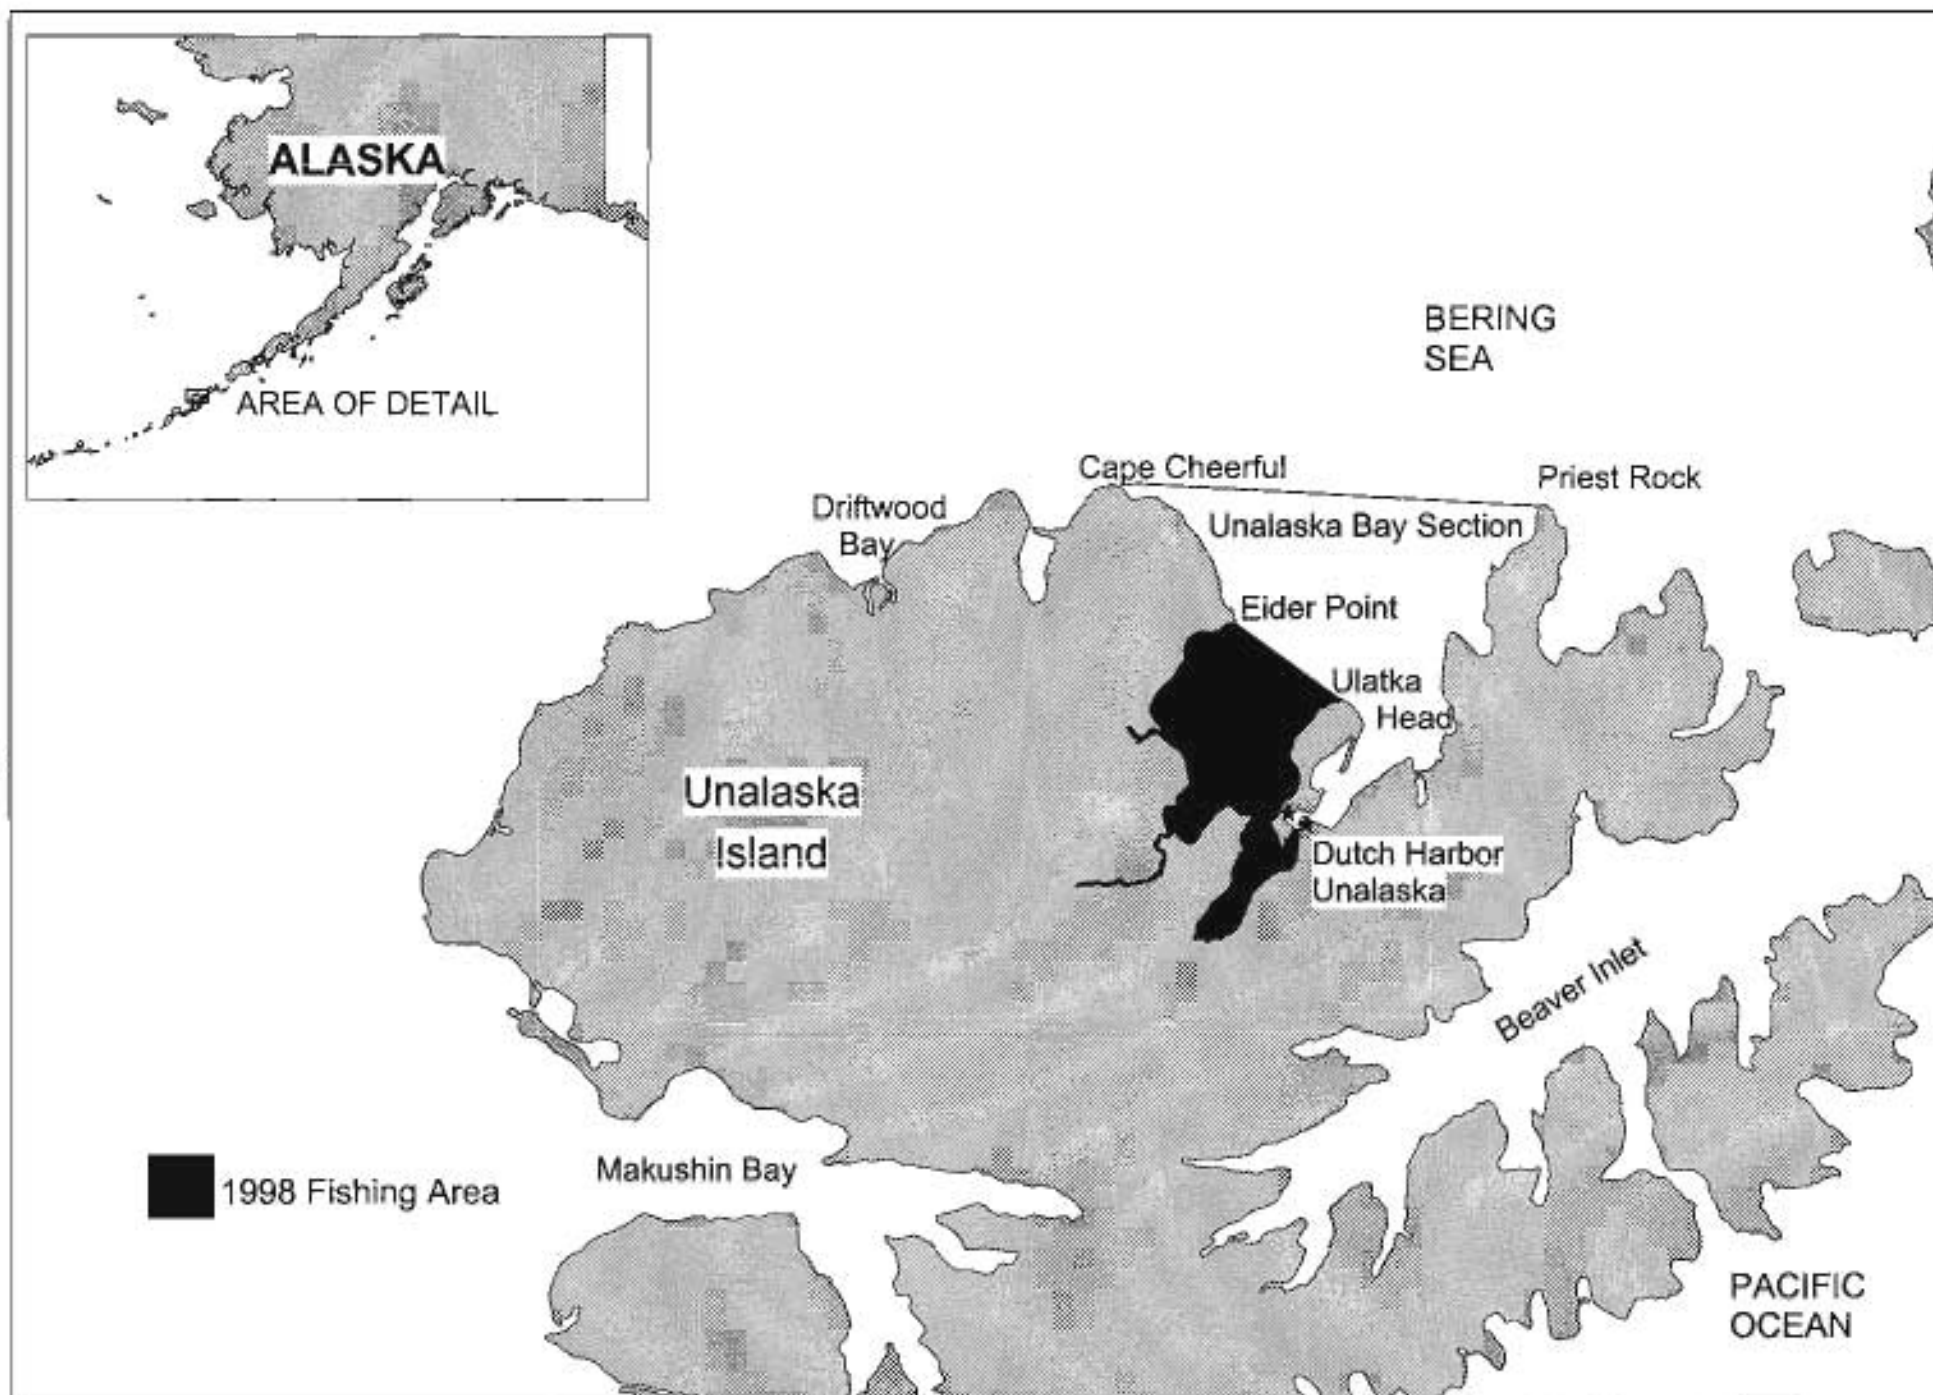 ALASKA
AREA OF DETAIL
BERING
SEA
Cape Cheerful
Priest Rock
Driftwood
Bay
Unalaska Bay Section
Eider Point
Ulatka
Head
Unalaska
Island
Dutch Harbor
Unalaska
Beaver Inlet
Makushin Bay
1998 Fishing Area
PACIFIC
OCEAN